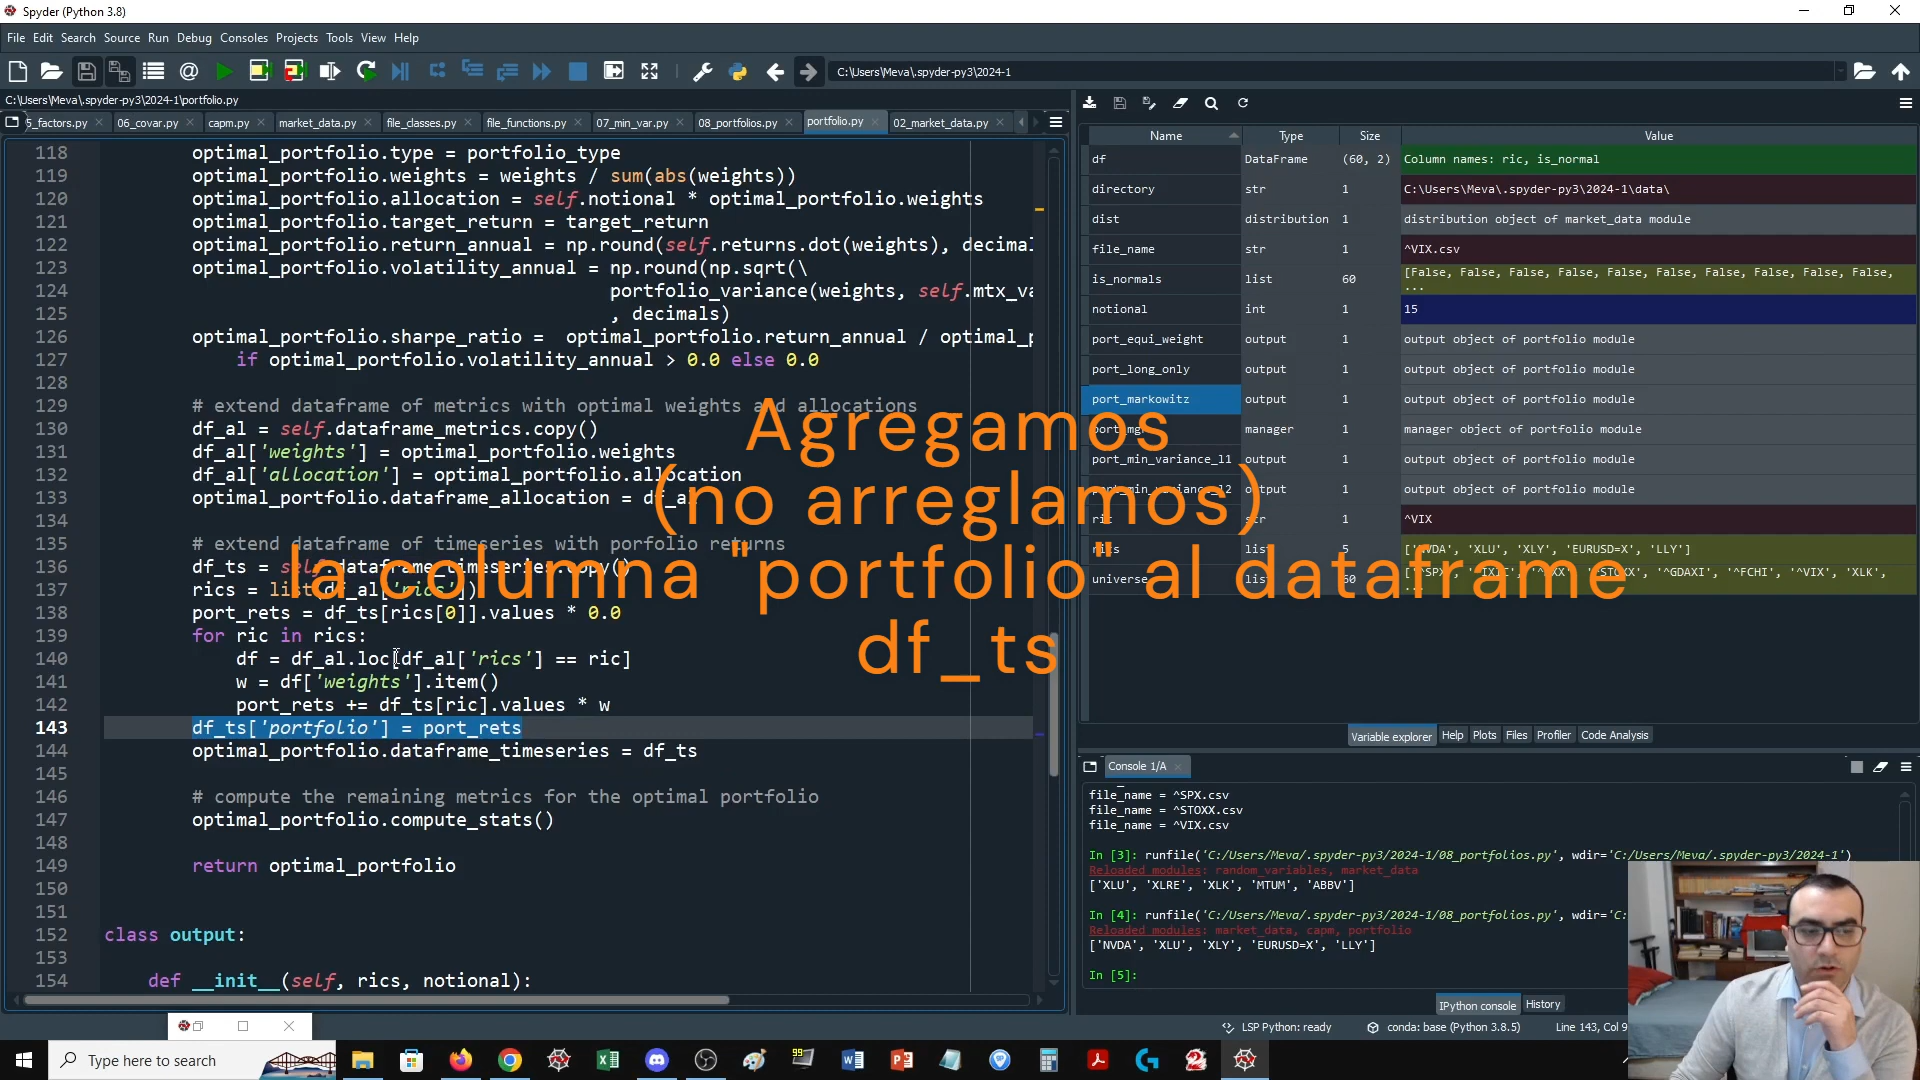 Spyder (Python 3.8)
File Edit Search Source Run Debug Consoles Projects Tools View Help
C:\Users\Meva\.spyder-py3\2024-1
C:\Users\Meva\.spyder-py3\2024-1\portfolio.py
5_factors.py 06_covar.py capm.py market_data.py file_classes.py file_functions.py 07_min_var.py 08_portfolios.py portfolio.py 02_market_data.py
118 optimal_portfolio.type = portfolio_type
119 optimal_portfolio.weights = weights / sum(abs(weights))
120 optimal_portfolio.allocation = self.notional * optimal_portfolio.weights
121 optimal_portfolio.target_return = target_return
122 optimal_portfolio.return_annual = np.round(self.returns.dot(weights), decimal
123 optimal_portfolio.volatility_annual = np.round(np.sqrt(\
124 portfolio_variance(weights, self.mtx_va
125 , decimals)
126 optimal_portfolio.sharpe_ratio = optimal_portfolio.return_annual / optimal_p
127 if optimal_portfolio.volatility_annual > 0.0 else 0.0
128
129 # extend dataframe of metrics with optimal weights and allocations
130 df_al = self.dataframe_metrics.copy()
131 df_al['weights'] = optimal_portfolio.weights
132 df_al['allocation'] = optimal_portfolio.allocation
133 optimal_portfolio.dataframe_allocation = df_al
134
135 # extend dataframe of timeseries with porfolio returns
136 df_ts = self.dataframe_timeseries.copy()
137 rics = list(df_al['rics'])
138 port_rets = df_ts[rics[0]].values * 0.0
139 for ric in rics:
140 df = df_al.loc[df_al['rics'] == ric]
141 w = df['weights'].item()
142 port_rets += df_ts[ric].values * w
143 df_ts['portfolio'] = port_rets
144 optimal_portfolio.dataframe_timeseries = df_ts
145
146 # compute the remaining metrics for the optimal portfolio
147 optimal_portfolio.compute_stats()
148
149 return optimal_portfolio
150
151
152 class output:
153
154 def __init__(self, rics, notional):
Agregamos
(no arreglamos)
la columna "portfolio" al dataframe
df_ts
Name Type Size Value
df DataFrame (60, 2) Column names: ric, is_normal
directory str 1 C:\Users\Meva\.spyder-py3\2024-1\data\
dist distribution 1 distribution object of market_data module
file_name str 1 ^VIX.csv
is_normals list 60 [False, False, False, False, False, False, False, False, False, False, ...
notional int 1 15
port_equi_weight output 1 output object of portfolio module
port_long_only output 1 output object of portfolio module
port_markowitz output 1 output object of portfolio module
port_mgr manager 1 manager object of portfolio module
port_min_variance_l1 output 1 output object of portfolio module
port_min_variance_l2 output 1 output object of portfolio module
ric str 1 ^VIX
rics list 5 ['NVDA', 'XLU', 'XLY', 'EURUSD=X', 'LLY']
universe list 60 ['^SPX', '^IXIC', '^MXX', '^STOXX', '^GDAXI', '^FCHI', '^VIX', 'XLK', ...
Variable explorer Help Plots Files Profiler Code Analysis
Console 1/A
file_name = ^SPX.csv
file_name = ^STOXX.csv
file_name = ^VIX.csv
In [3]: runfile('C:/Users/Meva/.spyder-py3/2024-1/08_portfolios.py', wdir='C:/Users/Meva/.spyder-py3/2024-1')
Reloaded modules: random_variables, market_data
['XLU', 'XLRE', 'XLK', 'MTUM', 'ABBV']
In [4]: runfile('C:/Users/Meva/.spyder-py3/2024-1/08_portfolios.py', wdir='C:
Reloaded modules: market_data, capm, portfolio
['NVDA', 'XLU', 'XLY', 'EURUSD=X', 'LLY']
In [5]:
IPython console History
LSP Python: ready conda: base (Python 3.8.5) Line 143, Col 9
Type here to search